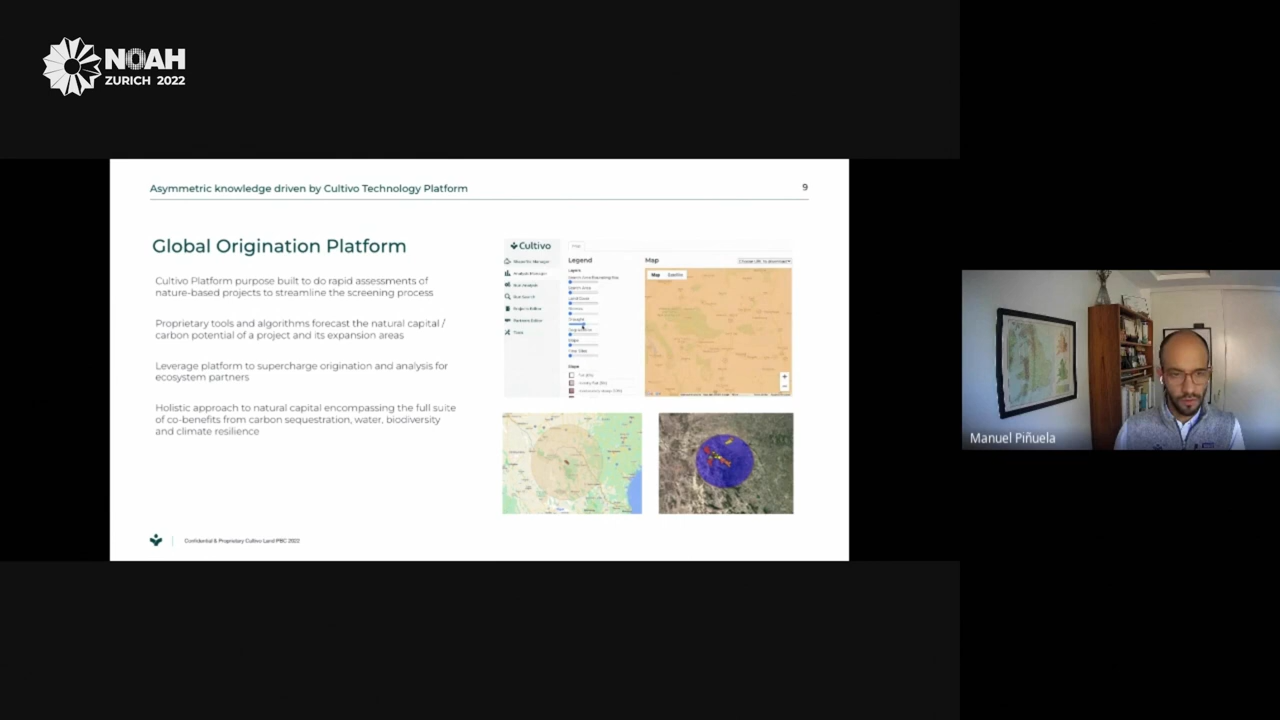 NOAH
ZURICH 2022
Asymmetric knowledge driven by Cultivo Technology Platform
9
Global Origination Platform
Cultivo Platform purpose built to do rapid assessments of
nature-based projects to streamline the screening process
Proprietary tools and algorithms forecast the natural capital /
carbon potential of a project and its expansion areas
Leverage platform to supercharge origination and analysis for
ecosystem partners
Holistic approach to natural capital encompassing the full suite
of co-benefits from carbon sequestration, water, biodiversity
and climate resilience
Cultivo
Legend
Map
Map
Satellite
Confidential & Proprietary Cultivo Land PBC 2022
Manuel Piñuela